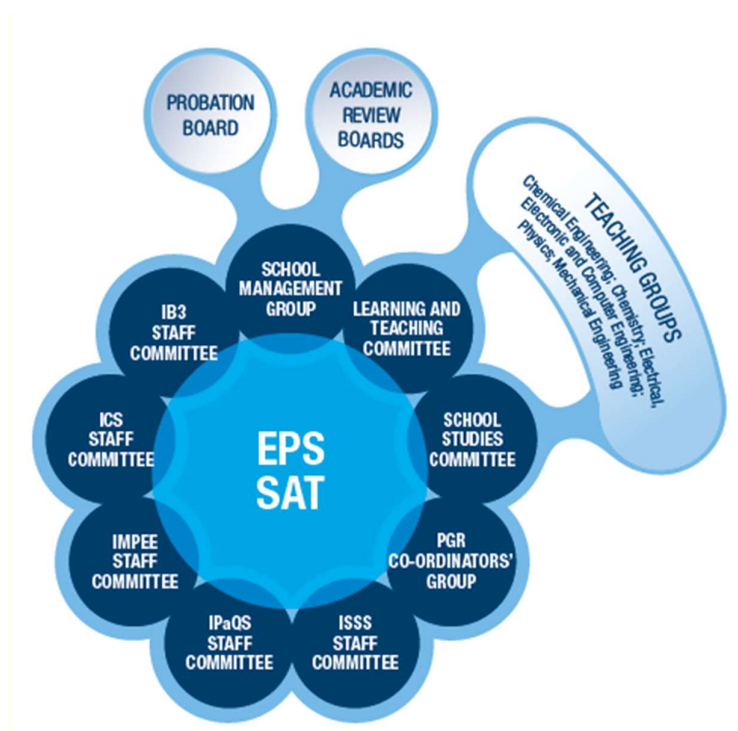 PROBATION
BOARD
ACADEMIC
REVIEW
BOARDS
TEACHING GROUPS
Chemical Engineering; Chemistry; Electrical,
Electronic and Computer Engineering;
Physics; Mechanical Engineering
SCHOOL
MANAGEMENT
GROUP
LEARNING AND
TEACHING
COMMITTEE
SCHOOL
STUDIES
COMMITTEE
PGR
CO-ORDINATORS'
GROUP
ISSS
STAFF
COMMITTEE
IPaQS
STAFF
COMMITTEE
IMPEE
STAFF
COMMITTEE
ICS
STAFF
COMMITTEE
IB3
STAFF
COMMITTEE
EPS
SAT